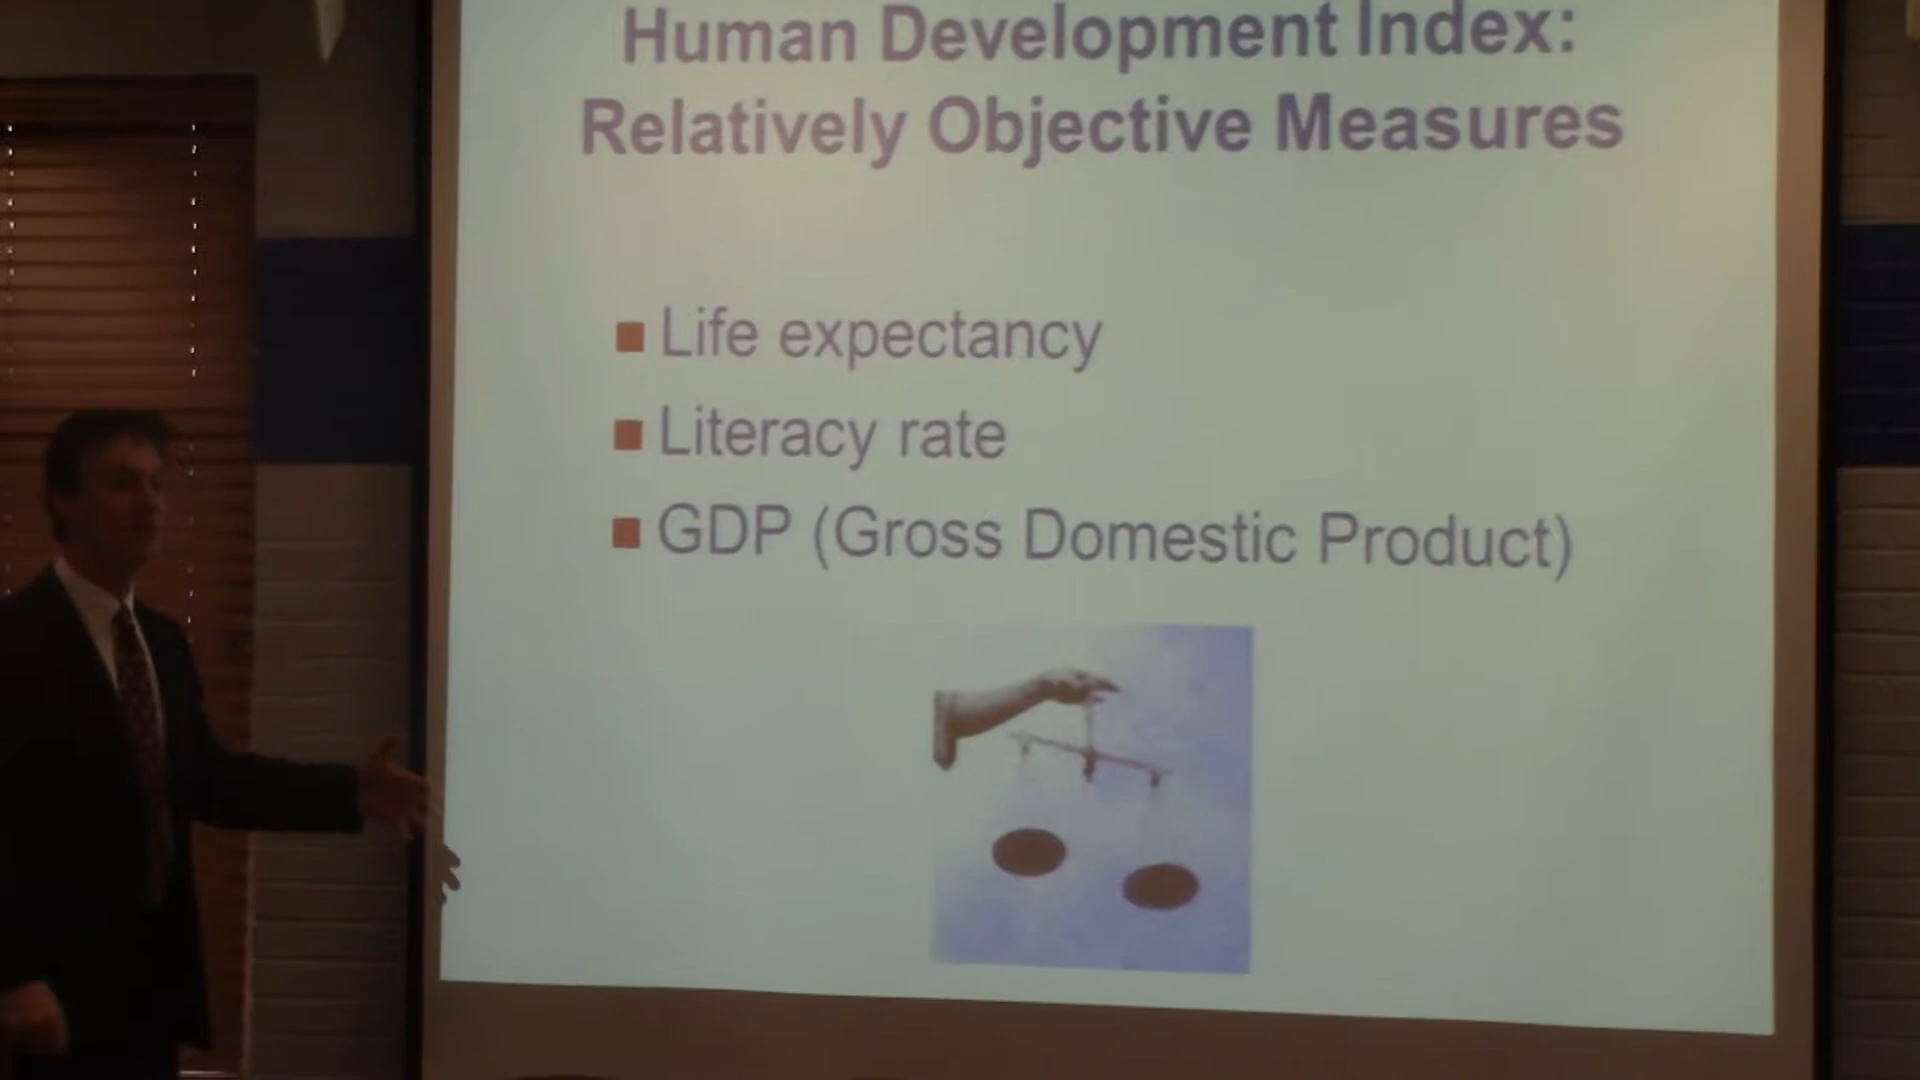 Human Development Index:
Relatively Objective Measures
Life expectancy
Literacy rate
GDP (Gross Domestic Product)